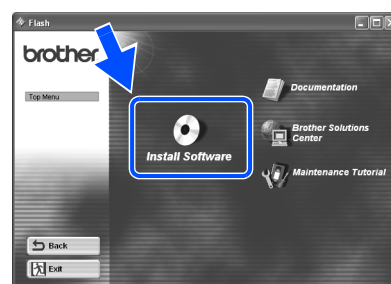 Flash
brother
Top Menu
Install Software
Documentation
Brother Solutions
Center
Maintenance Tutorial
Back
Exit